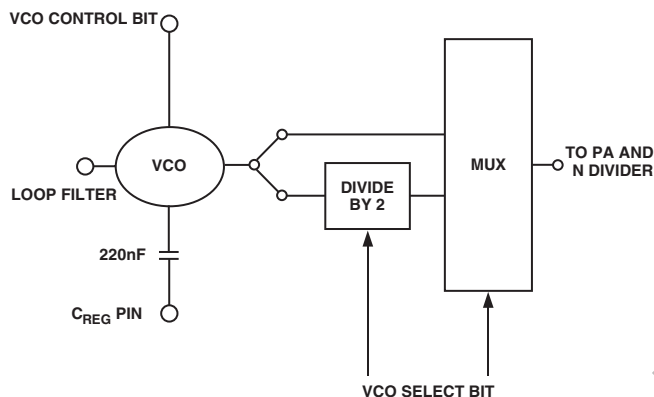 VCO CONTROL BIT
VCO
LOOP FILTER
220nF
CREG PIN
DIVIDE
BY 2
MUX
TO PA AND
N DIVIDER
VCO SELECT BIT